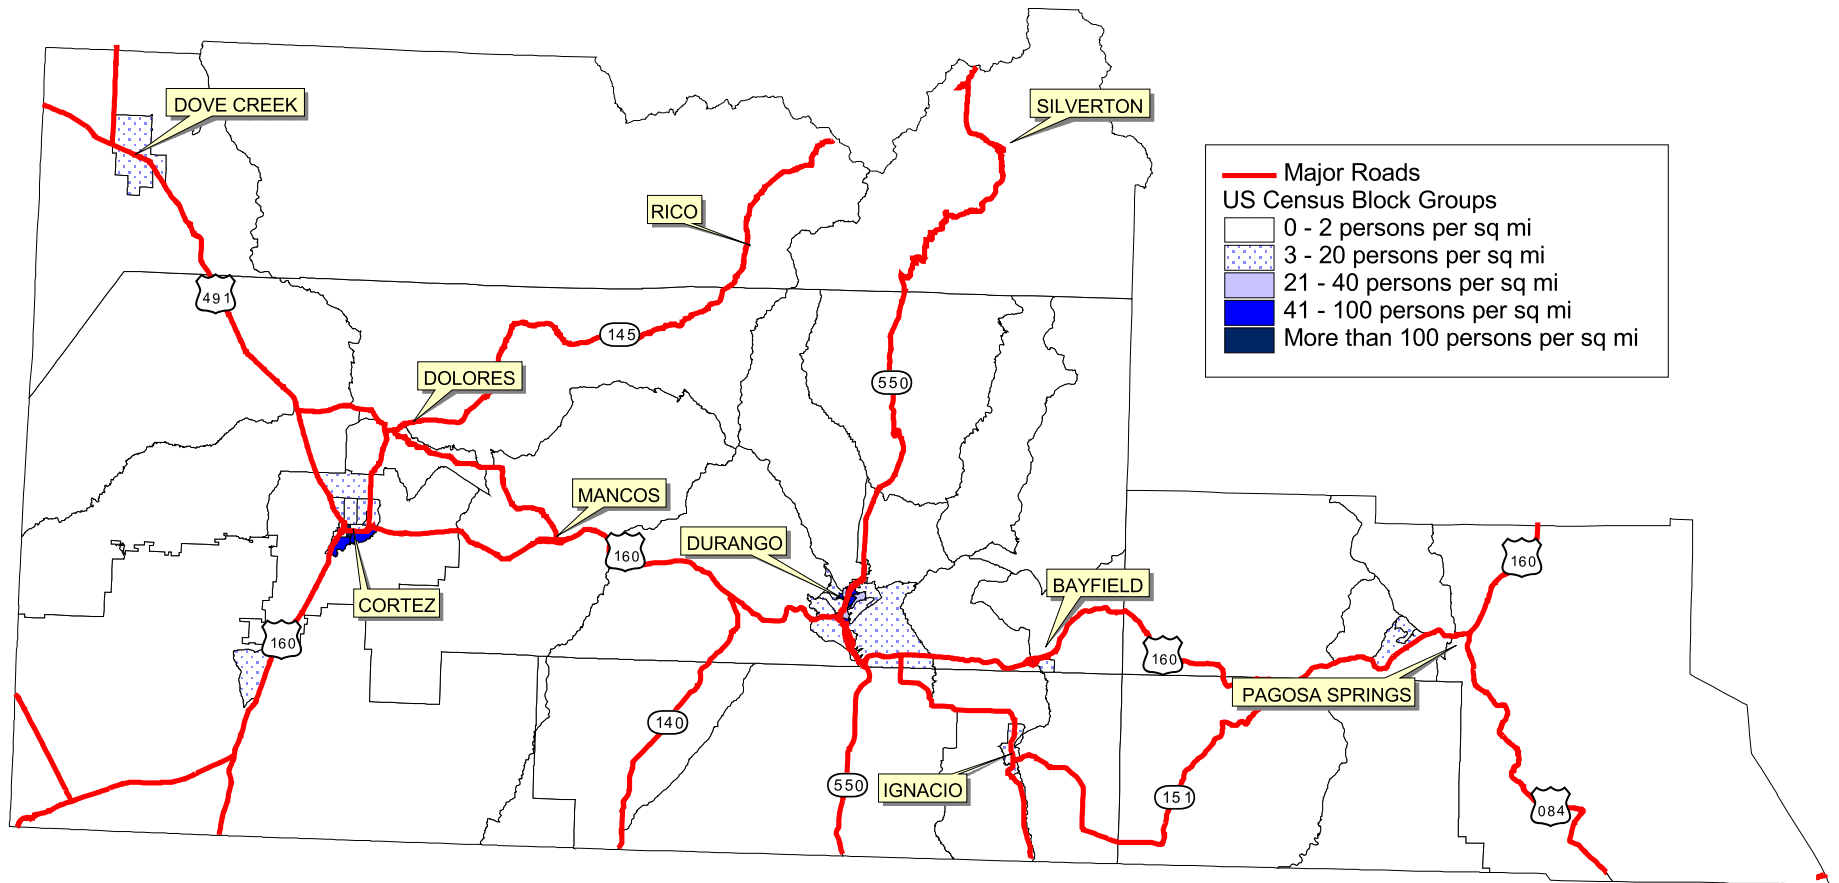 DOVE CREEK
SILVERTON
Major Roads
US Census Block Groups
0 - 2 persons per sq mi
3 - 20 persons per sq mi
21 - 40 persons per sq mi
41 - 100 persons per sq mi
More than 100 persons per sq mi
RICO
491
145
DOLORES
550
MANCOS
DURANGO
160
160
BAYFIELD
CORTEZ
160
160
PAGOSA SPRINGS
140
550
IGNACIO
151
084